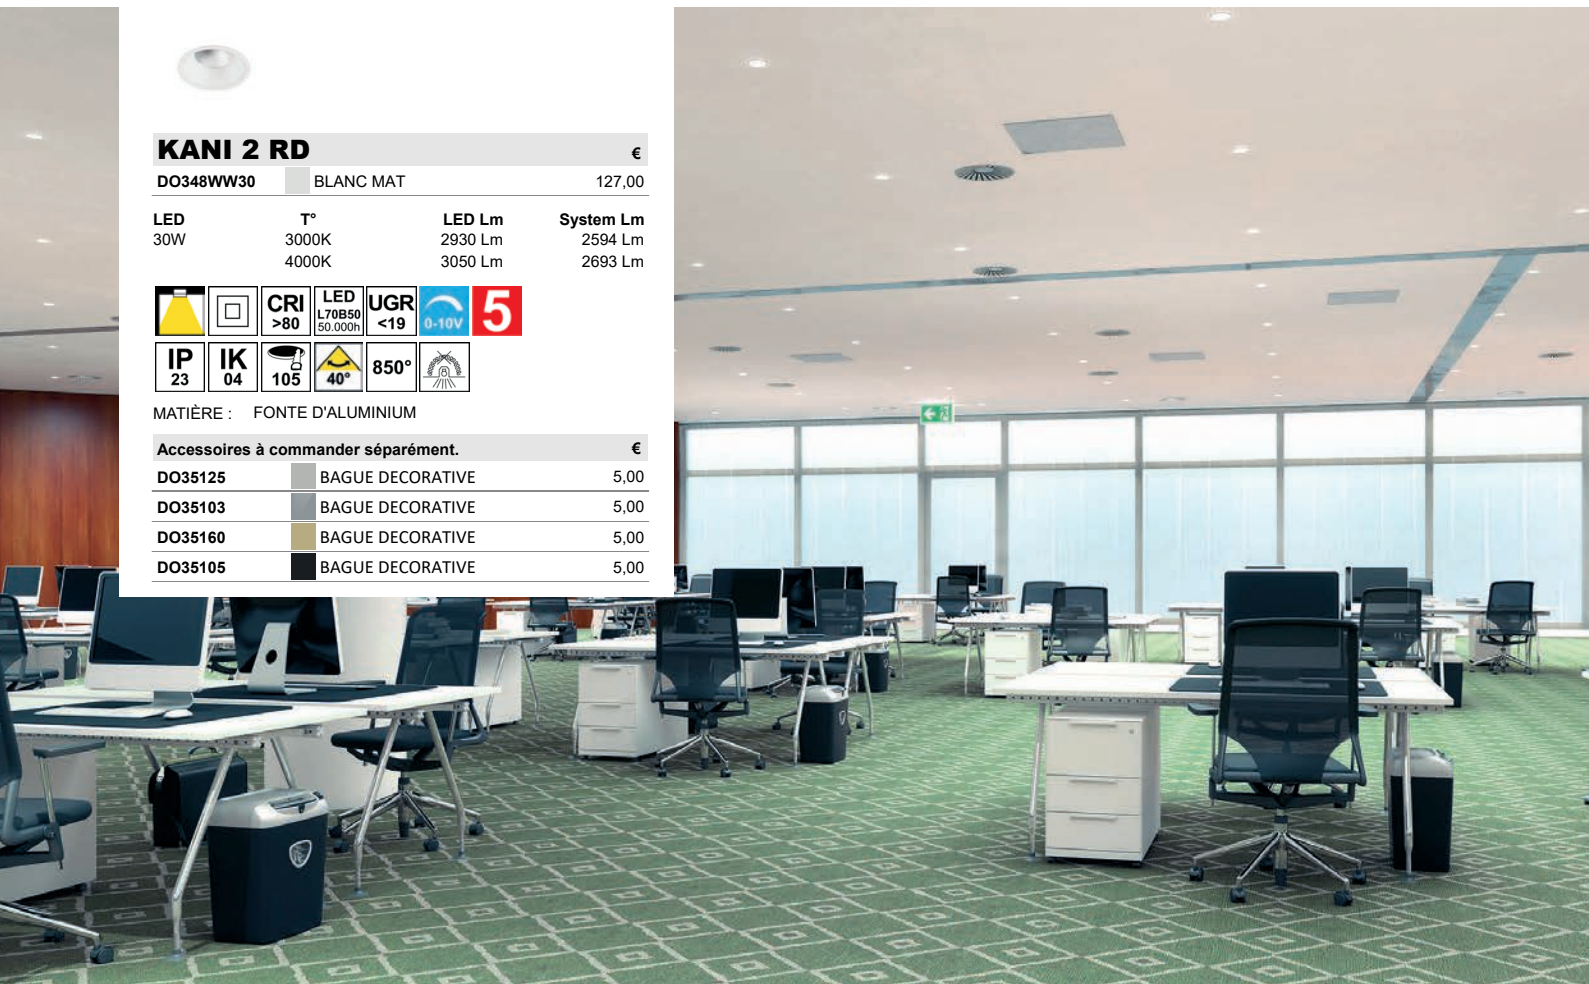 KANI 2 RD €
DO348WW30 BLANC MAT 127,00
LED T° LED Lm System Lm
30W 3000K 2930 Lm 2594 Lm
4000K 3050 Lm 2693 Lm
CRI >80 LED L70B50 50.000h UGR <19 0-10V 5
IP 23 IK 04 105 40° 850°
MATIÈRE : FONTE D'ALUMINIUM
Accessoires à commander séparément. €
DO35125 BAGUE DECORATIVE 5,00
DO35103 BAGUE DECORATIVE 5,00
DO35160 BAGUE DECORATIVE 5,00
DO35105 BAGUE DECORATIVE 5,00